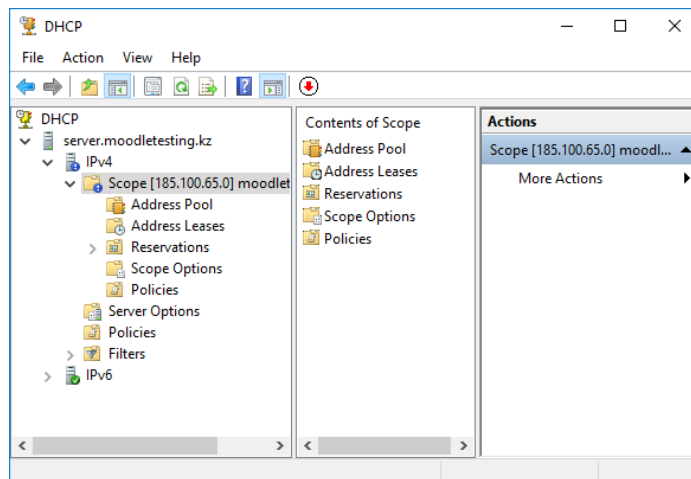 DHCP
File Action View Help
DHCP
server.moodletesting.kz
IPv4
Scope [185.100.65.0] moodlet
Address Pool
Address Leases
Reservations
Scope Options
Policies
Server Options
Policies
Filters
IPv6
Contents of Scope
Address Pool
Address Leases
Reservations
Scope Options
Policies
Actions
Scope [185.100.65.0] moodl...
More Actions